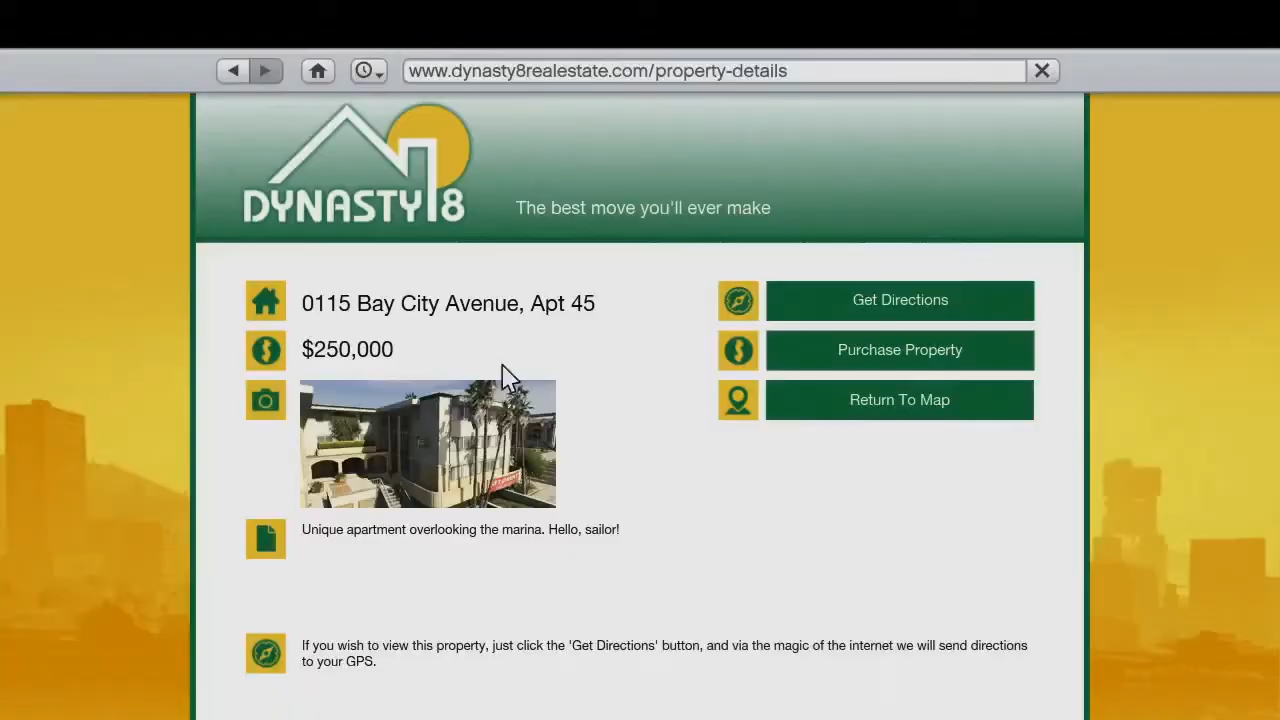 www.dynasty8realestate.com/property-details
DYNASTY 8
The best move you'll ever make
0115 Bay City Avenue, Apt 45
$250,000
Unique apartment overlooking the marina. Hello, sailor!
Get Directions
Purchase Property
Return To Map
If you wish to view this property, just click the 'Get Directions' button, and via the magic of the internet we will send directions
to your GPS.